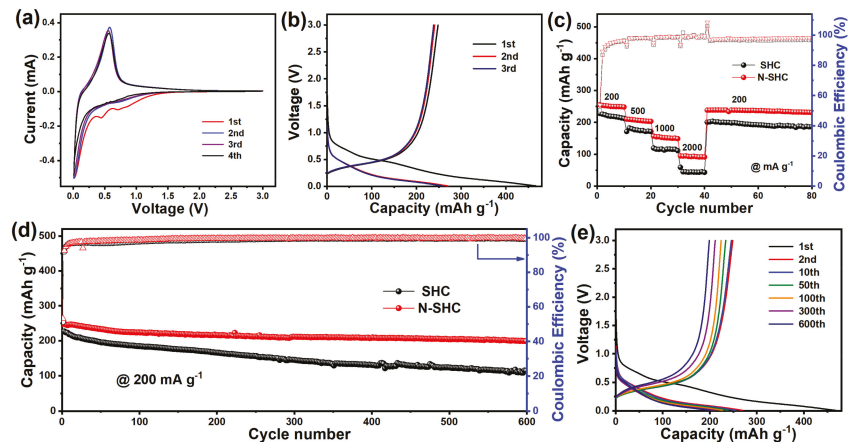 (a)
Current (mA)
0.4
0.2
0.0
-0.2
-0.4
1st
2nd
3rd
4th
0.0 0.5 1.0 1.5 2.0 2.5 3.0
Voltage (V)
(b)
Voltage (V)
3.0
2.5
2.0
1.5
1.0
0.5
0.0
1st
2nd
3rd
0 100 200 300 400
Capacity (mAh g-1)
(c)
Capacity (mAh g-1)
500
400
300
200
100
0
SHC
N-SHC
200
500
1000
2000
200
@ mA g-1
0 20 40 60 80
Cycle number
100
80
60
40
20
0
Coulombic Efficiency (%)
(d)
Capacity (mAh g-1)
500
400
300
200
100
0
SHC
N-SHC
@ 200 mA g-1
0 100 200 300 400 500 600
Cycle number
100
80
60
40
20
0
Coulombic Efficiency (%)
(e)
Voltage (V)
3.0
2.5
2.0
1.5
1.0
0.5
0.0
1st
2nd
10th
50th
100th
300th
600th
0 100 200 300 400
Capacity (mAh g-1)